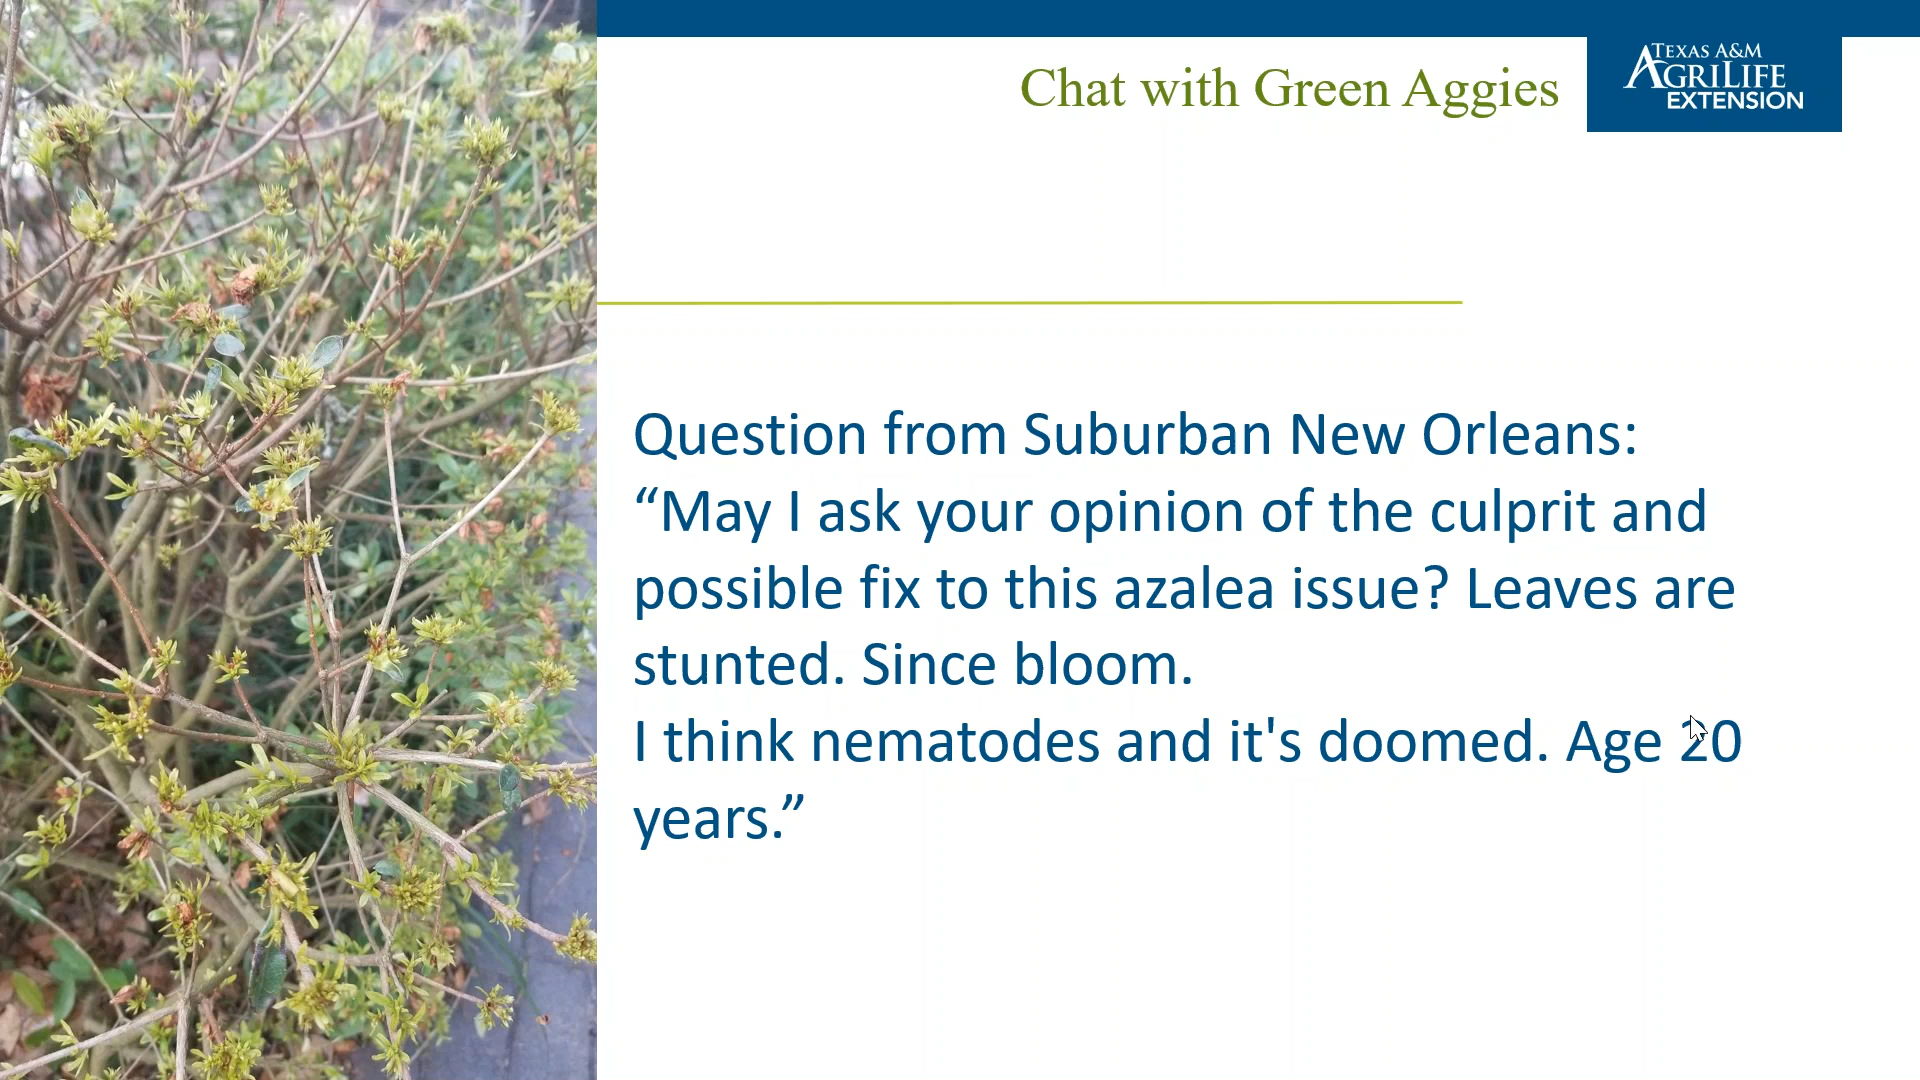 Chat with Green Aggies
TEXAS A&M
AGRILIFE
EXTENSION
Question from Suburban New Orleans:
“May I ask your opinion of the culprit and
possible fix to this azalea issue? Leaves are
stunted. Since bloom.
I think nematodes and it's doomed. Age 20
years.”